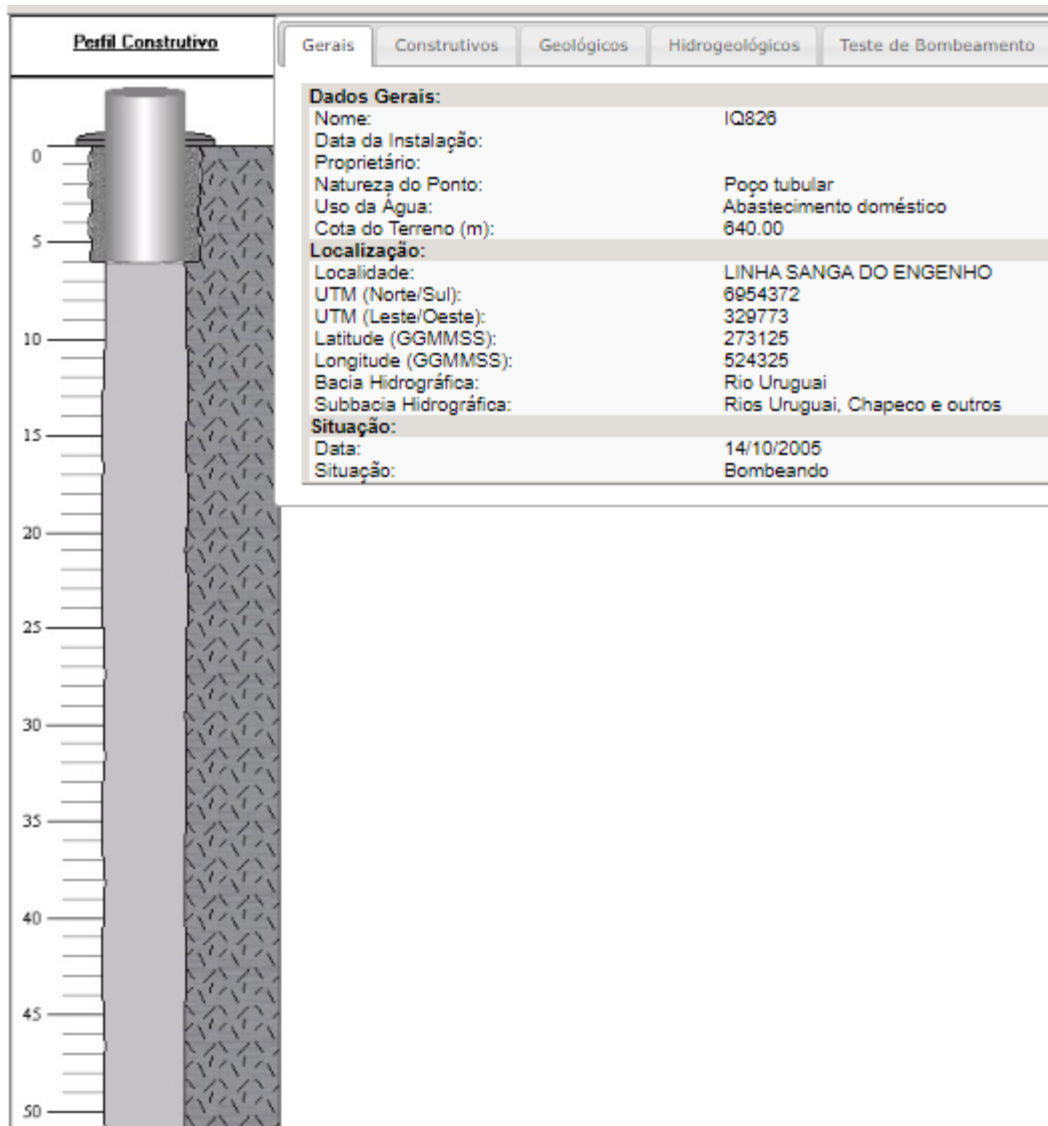 Perfil Construtivo
0
5
10
15
20
25
30
35
40
45
50
Gerais Construtivos Geológicos Hidrogeológicos Teste de Bombeamento
Dados Gerais:
Nome: IQ826
Data da Instalação:
Proprietário:
Natureza do Ponto: Poço tubular
Uso da Água: Abastecimento doméstico
Cota do Terreno (m): 640.00
Localização:
Localidade: LINHA SANGA DO ENGENHO
UTM (Norte/Sul): 6954372
UTM (Leste/Oeste): 329773
Latitude (GGMMSS): 273125
Longitude (GGMMSS): 524325
Bacia Hidrográfica: Rio Uruguai
Subbacia Hidrográfica: Rios Uruguai, Chapeco e outros
Situação:
Data: 14/10/2005
Situação: Bombeando